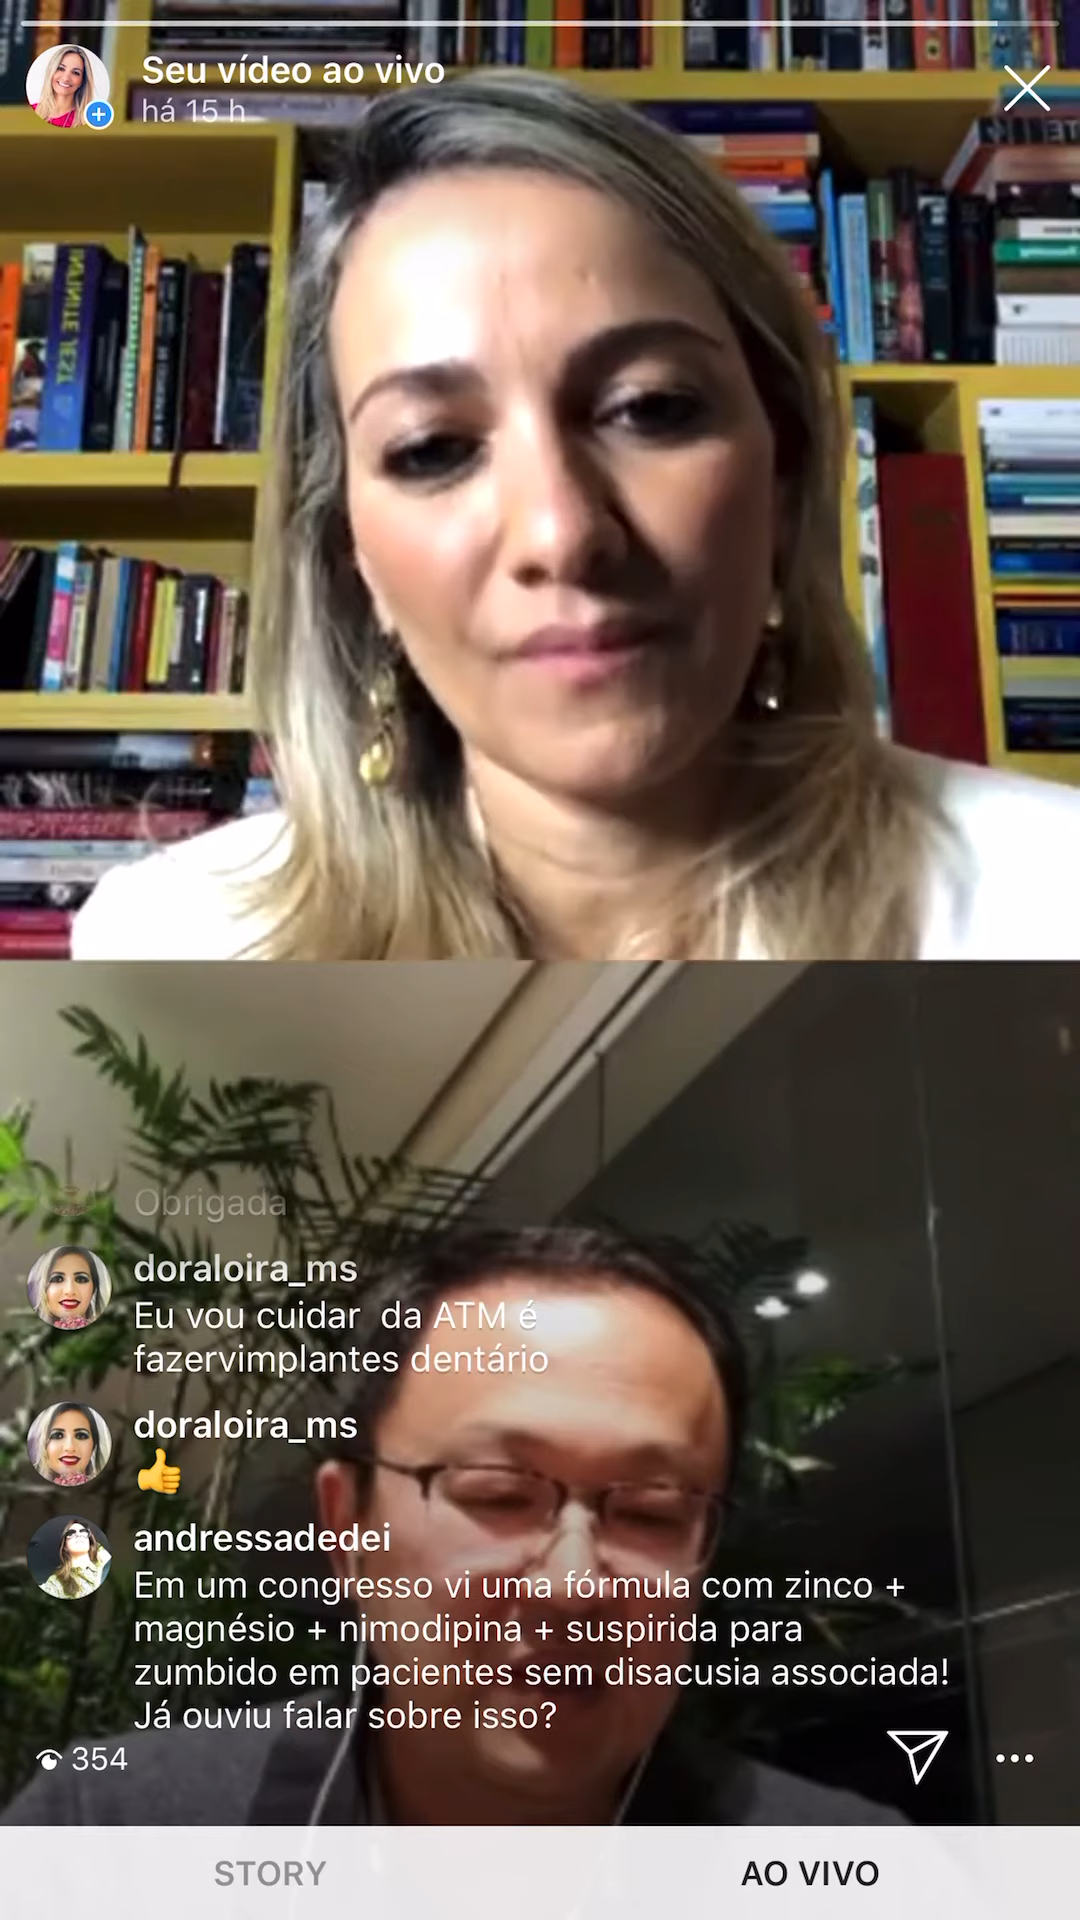 Seu vídeo ao vivo
há 15 h
INFINITE JEST
Obrigada
doraloira_ms
Eu vou cuidar  da ATM é
fazervimplantes dentário
doraloira_ms
👍
andressadedei
Em um congresso vi uma fórmula com zinco +
magnésio + nimodipina + suspirida para
zumbido em pacientes sem disacusia associada!
Já ouviu falar sobre isso?
354
STORY
AO VIVO